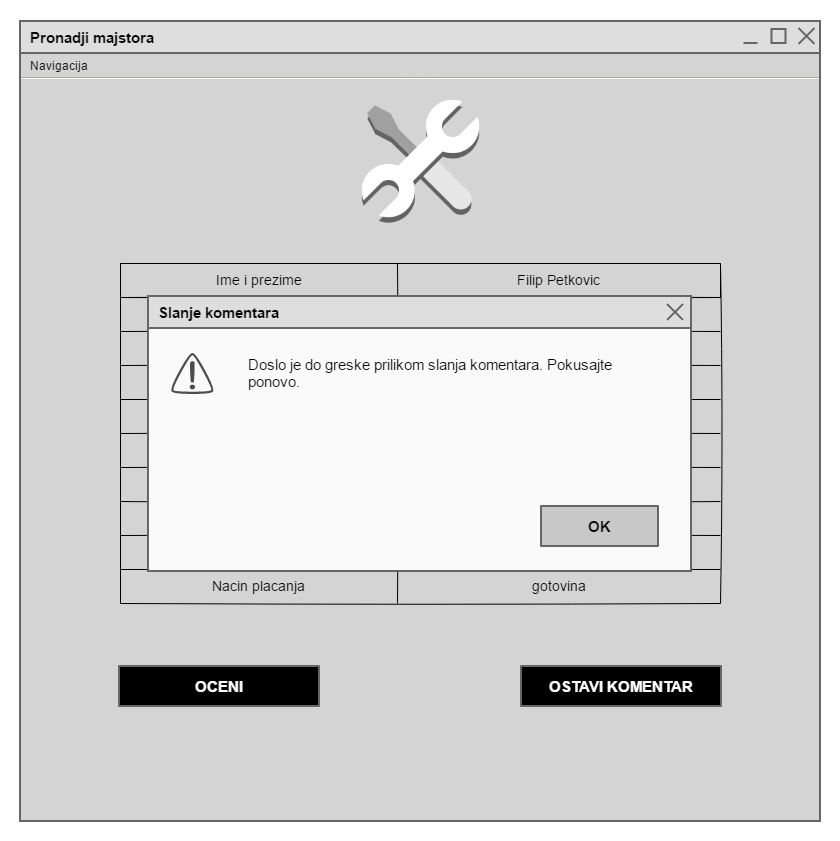 Pronadji majstora
Navigacija
Ime i prezime Filip Petkovic
Slanje komentara
Doslo je do greske prilikom slanja komentara. Pokusajte
ponovo.
OK
Nacin placanja gotovina
OCENI OSTAVI KOMENTAR